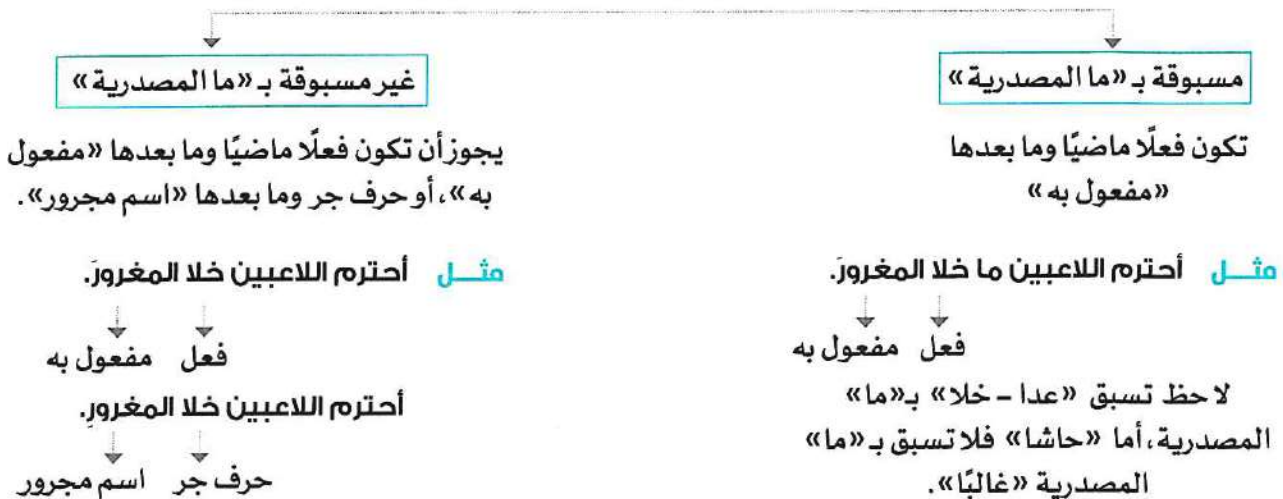 مسبوقة بـ «ما المصدرية»
تكون فعلًا ماضيًا وما بعدها
«مفعول به»
مثـــل أحترم اللاعبين ما خلا المغرورَ.
فعل مفعول به
لاحظ تسبق «عدا – خلا» بـ«ما»
المصدرية، أما «حاشا» فلا تسبق بـ «ما»
المصدرية «غالبًا».
غير مسبوقة بـ «ما المصدرية»
يجوز أن تكون فعلًا ماضيًا وما بعدها «مفعول
به»، أو حرف جر وما بعدها «اسم مجرور».
مثـــل أحترم اللاعبين خلا المغرورَ.
فعل مفعول به
أحترم اللاعبين خلا المغرورِ.
حرف جر اسم مجرور